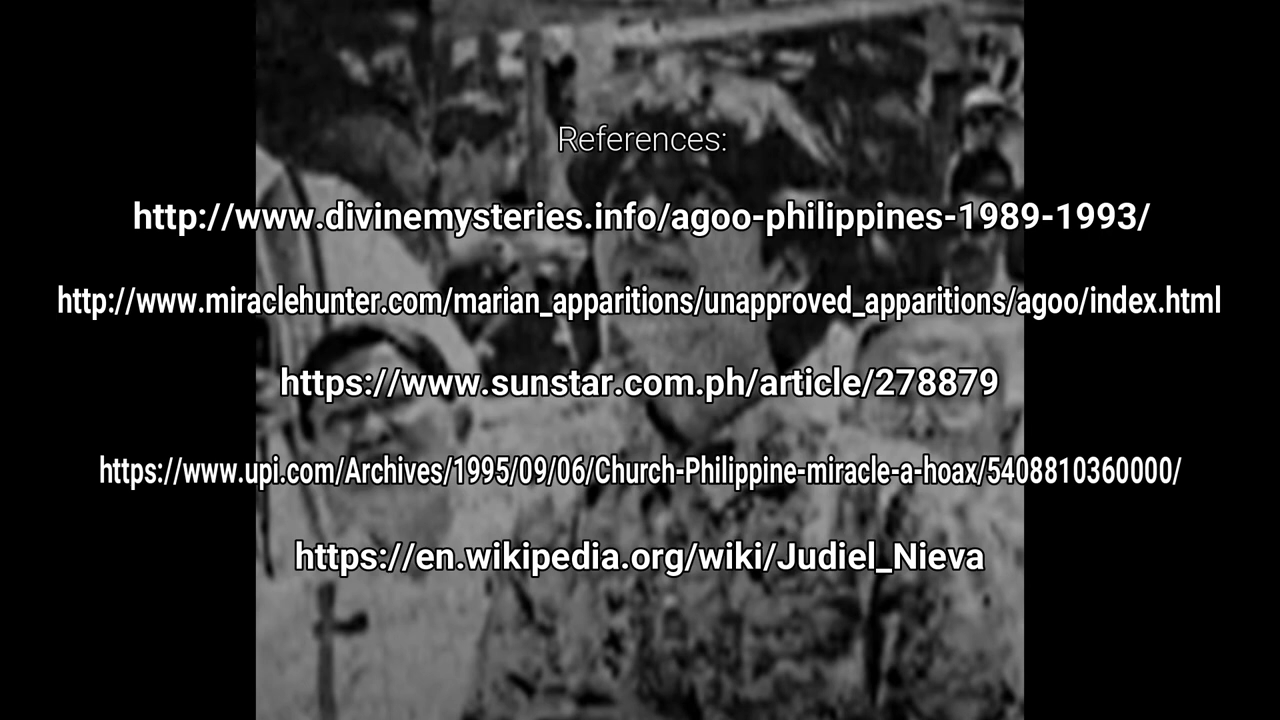 References:
http://www.divinemysteries.info/agoo-philippines-1989-1993/
http://www.miraclehunter.com/marian_apparitions/unapproved_apparitions/agoo/index.html
https://www.sunstar.com.ph/article/278879
https://www.upi.com/Archives/1995/09/06/Church-Philippine-miracle-a-hoax/5408810360000/
https://en.wikipedia.org/wiki/Judiel_Nieva